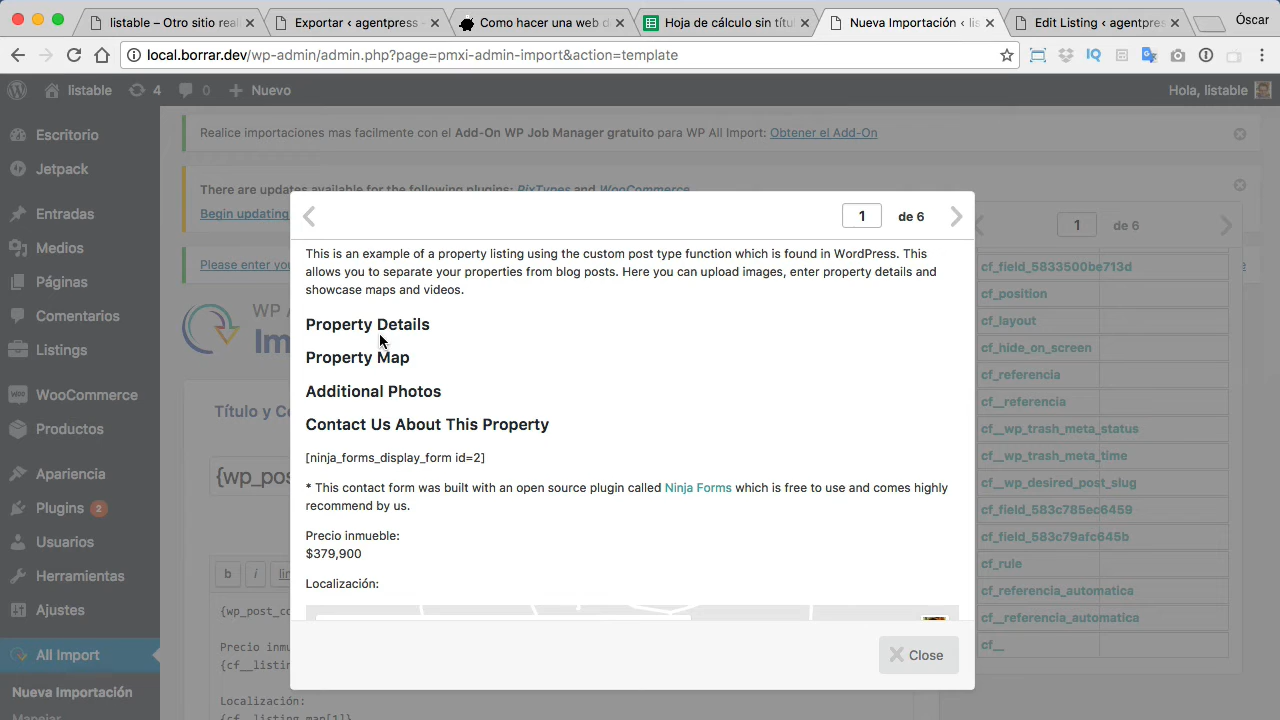 listable – Otro sitio reali
Exportar ‹ agentpress –
Como hacer una web d
Hoja de cálculo sin títu
Nueva Importación ‹ lis
Edit Listing ‹ agentpres
Óscar
local.borrar.dev/wp-admin/admin.php?page=pmxi-admin-import&action=template
listable
4
0
Nuevo
Hola, listable
Escritorio
Jetpack
Entradas
Medios
Páginas
Comentarios
Listings
WooCommerce
Productos
Apariencia
Plugins 2
Usuarios
Herramientas
Ajustes
All Import
Nueva Importación
Manejar
Realice importaciones mas facilmente con el Add-On WP Job Manager gratuito para WP All Import: Obtener el Add-On
There are updates available for the following plugins: PixTypes and WooCommerce.
Begin updating
Please enter you
WP A
Im
Título y Co
{wp_pos
b
i
lin
{wp_post_co
Precio inmu
{cf__listin
Localización:
{cf__listing_map[1]}
1 de 6
This is an example of a property listing using the custom post type function which is found in WordPress. This
allows you to separate your properties from blog posts. Here you can upload images, enter property details and
showcase maps and videos.
Property Details
Property Map
Additional Photos
Contact Us About This Property
[ninja_forms_display_form id=2]
* This contact form was built with an open source plugin called Ninja Forms which is free to use and comes highly
recommend by us.
Precio inmueble:
$379,900
Localización:
Close
1 de 6
cf_field_5833500be713d
cf_position
cf_layout
cf_hide_on_screen
cf_referencia
cf__referencia
cf__wp_trash_meta_status
cf__wp_trash_meta_time
cf__wp_desired_post_slug
cf_field_583c785ec6459
cf_field_583c79afc645b
cf_rule
cf_referencia_automatica
cf__referencia_automatica
cf__